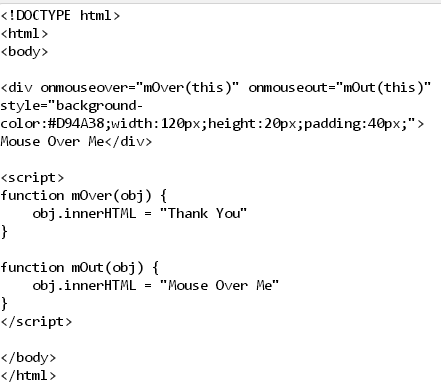 <!DOCTYPE html>
<html>
<body>

<div onmouseover="mOver(this)" onmouseout="mOut(this)"
style="background-
color:#D94A38;width:120px;height:20px;padding:40px;">
Mouse Over Me</div>

<script>
function mOver(obj) {
    obj.innerHTML = "Thank You"
}

function mOut(obj) {
    obj.innerHTML = "Mouse Over Me"
}
</script>

</body>
</html>